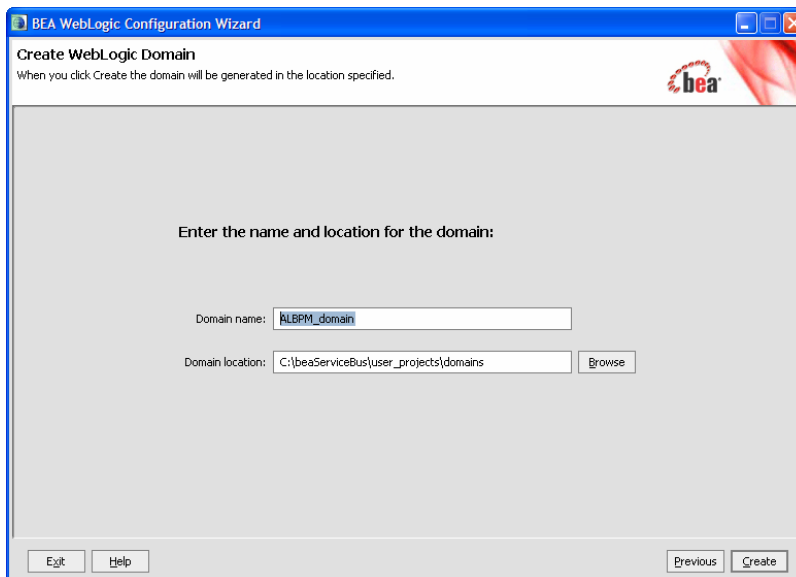 BEA WebLogic Configuration Wizard
Create WebLogic Domain
When you click Create the domain will be generated in the location specified.
bea
Enter the name and location for the domain:
Domain name: ALBPM_domain
Domain location: C:\beaServiceBus\user_projects\domains Browse
Exit Help Previous Create